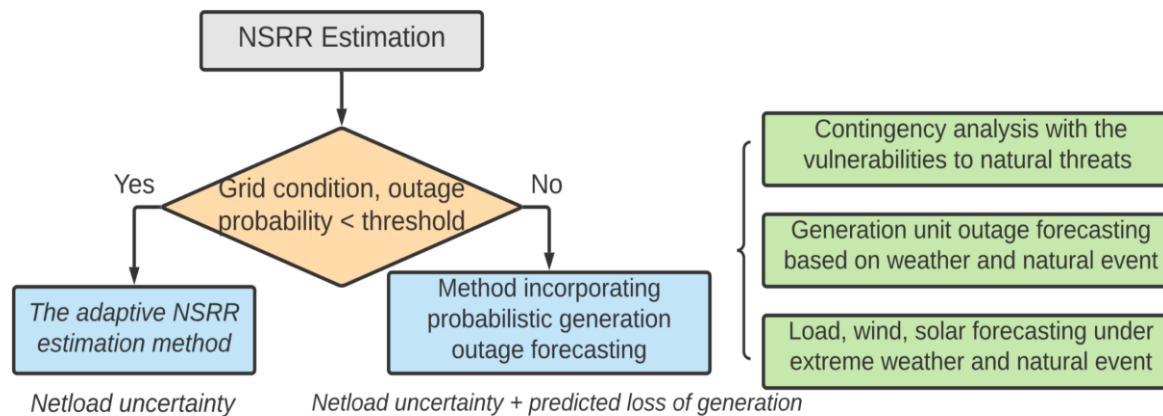 NSRR Estimation
Grid condition, outage
probability < threshold
Yes
No
The adaptive NSRR
estimation method
Netload uncertainty
Method incorporating
probabilistic generation
outage forecasting
Netload uncertainty + predicted loss of generation
Contingency analysis with the
vulnerabilities to natural threats
Generation unit outage forecasting
based on weather and natural event
Load, wind, solar forecasting under
extreme weather and natural event